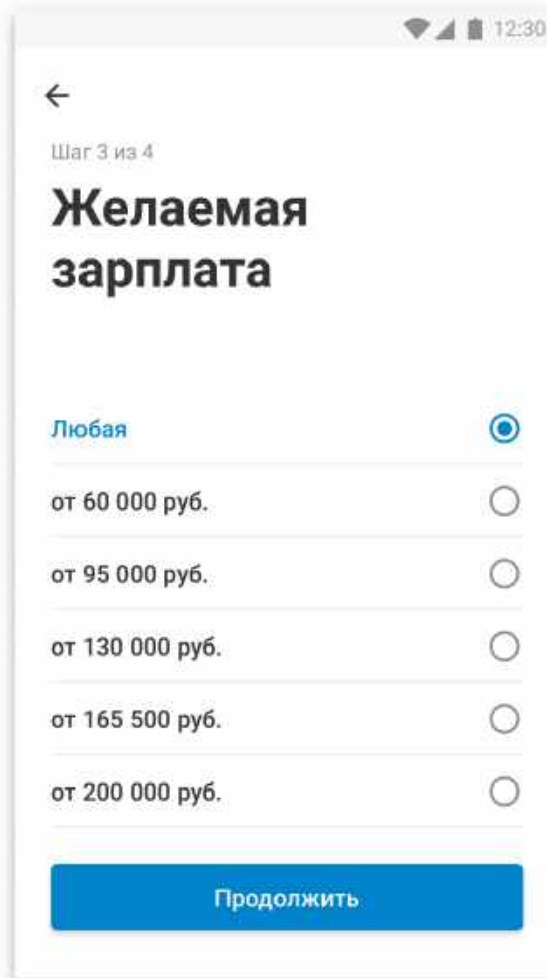 12:30
Шаг 3 из 4
Желаемая
зарплата
Любая
от 60 000 руб.
от 95 000 руб.
от 130 000 руб.
от 165 500 руб.
от 200 000 руб.
Продолжить